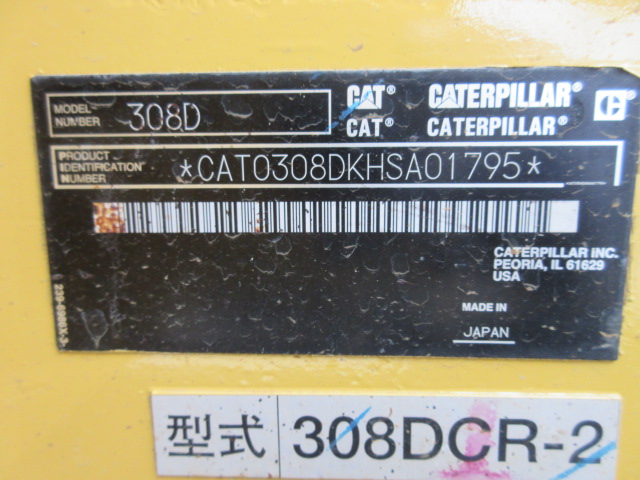 MODEL NUMBER 308D
CAT® CATERPILLAR® C
CAT® CATERPILLAR®
PRODUCT IDENTIFICATION NUMBER *CAT0308DKHSA01795*
CATERPILLAR INC.
PEORIA, IL 61629
USA
MADE IN
JAPAN
型式 308DCR-2